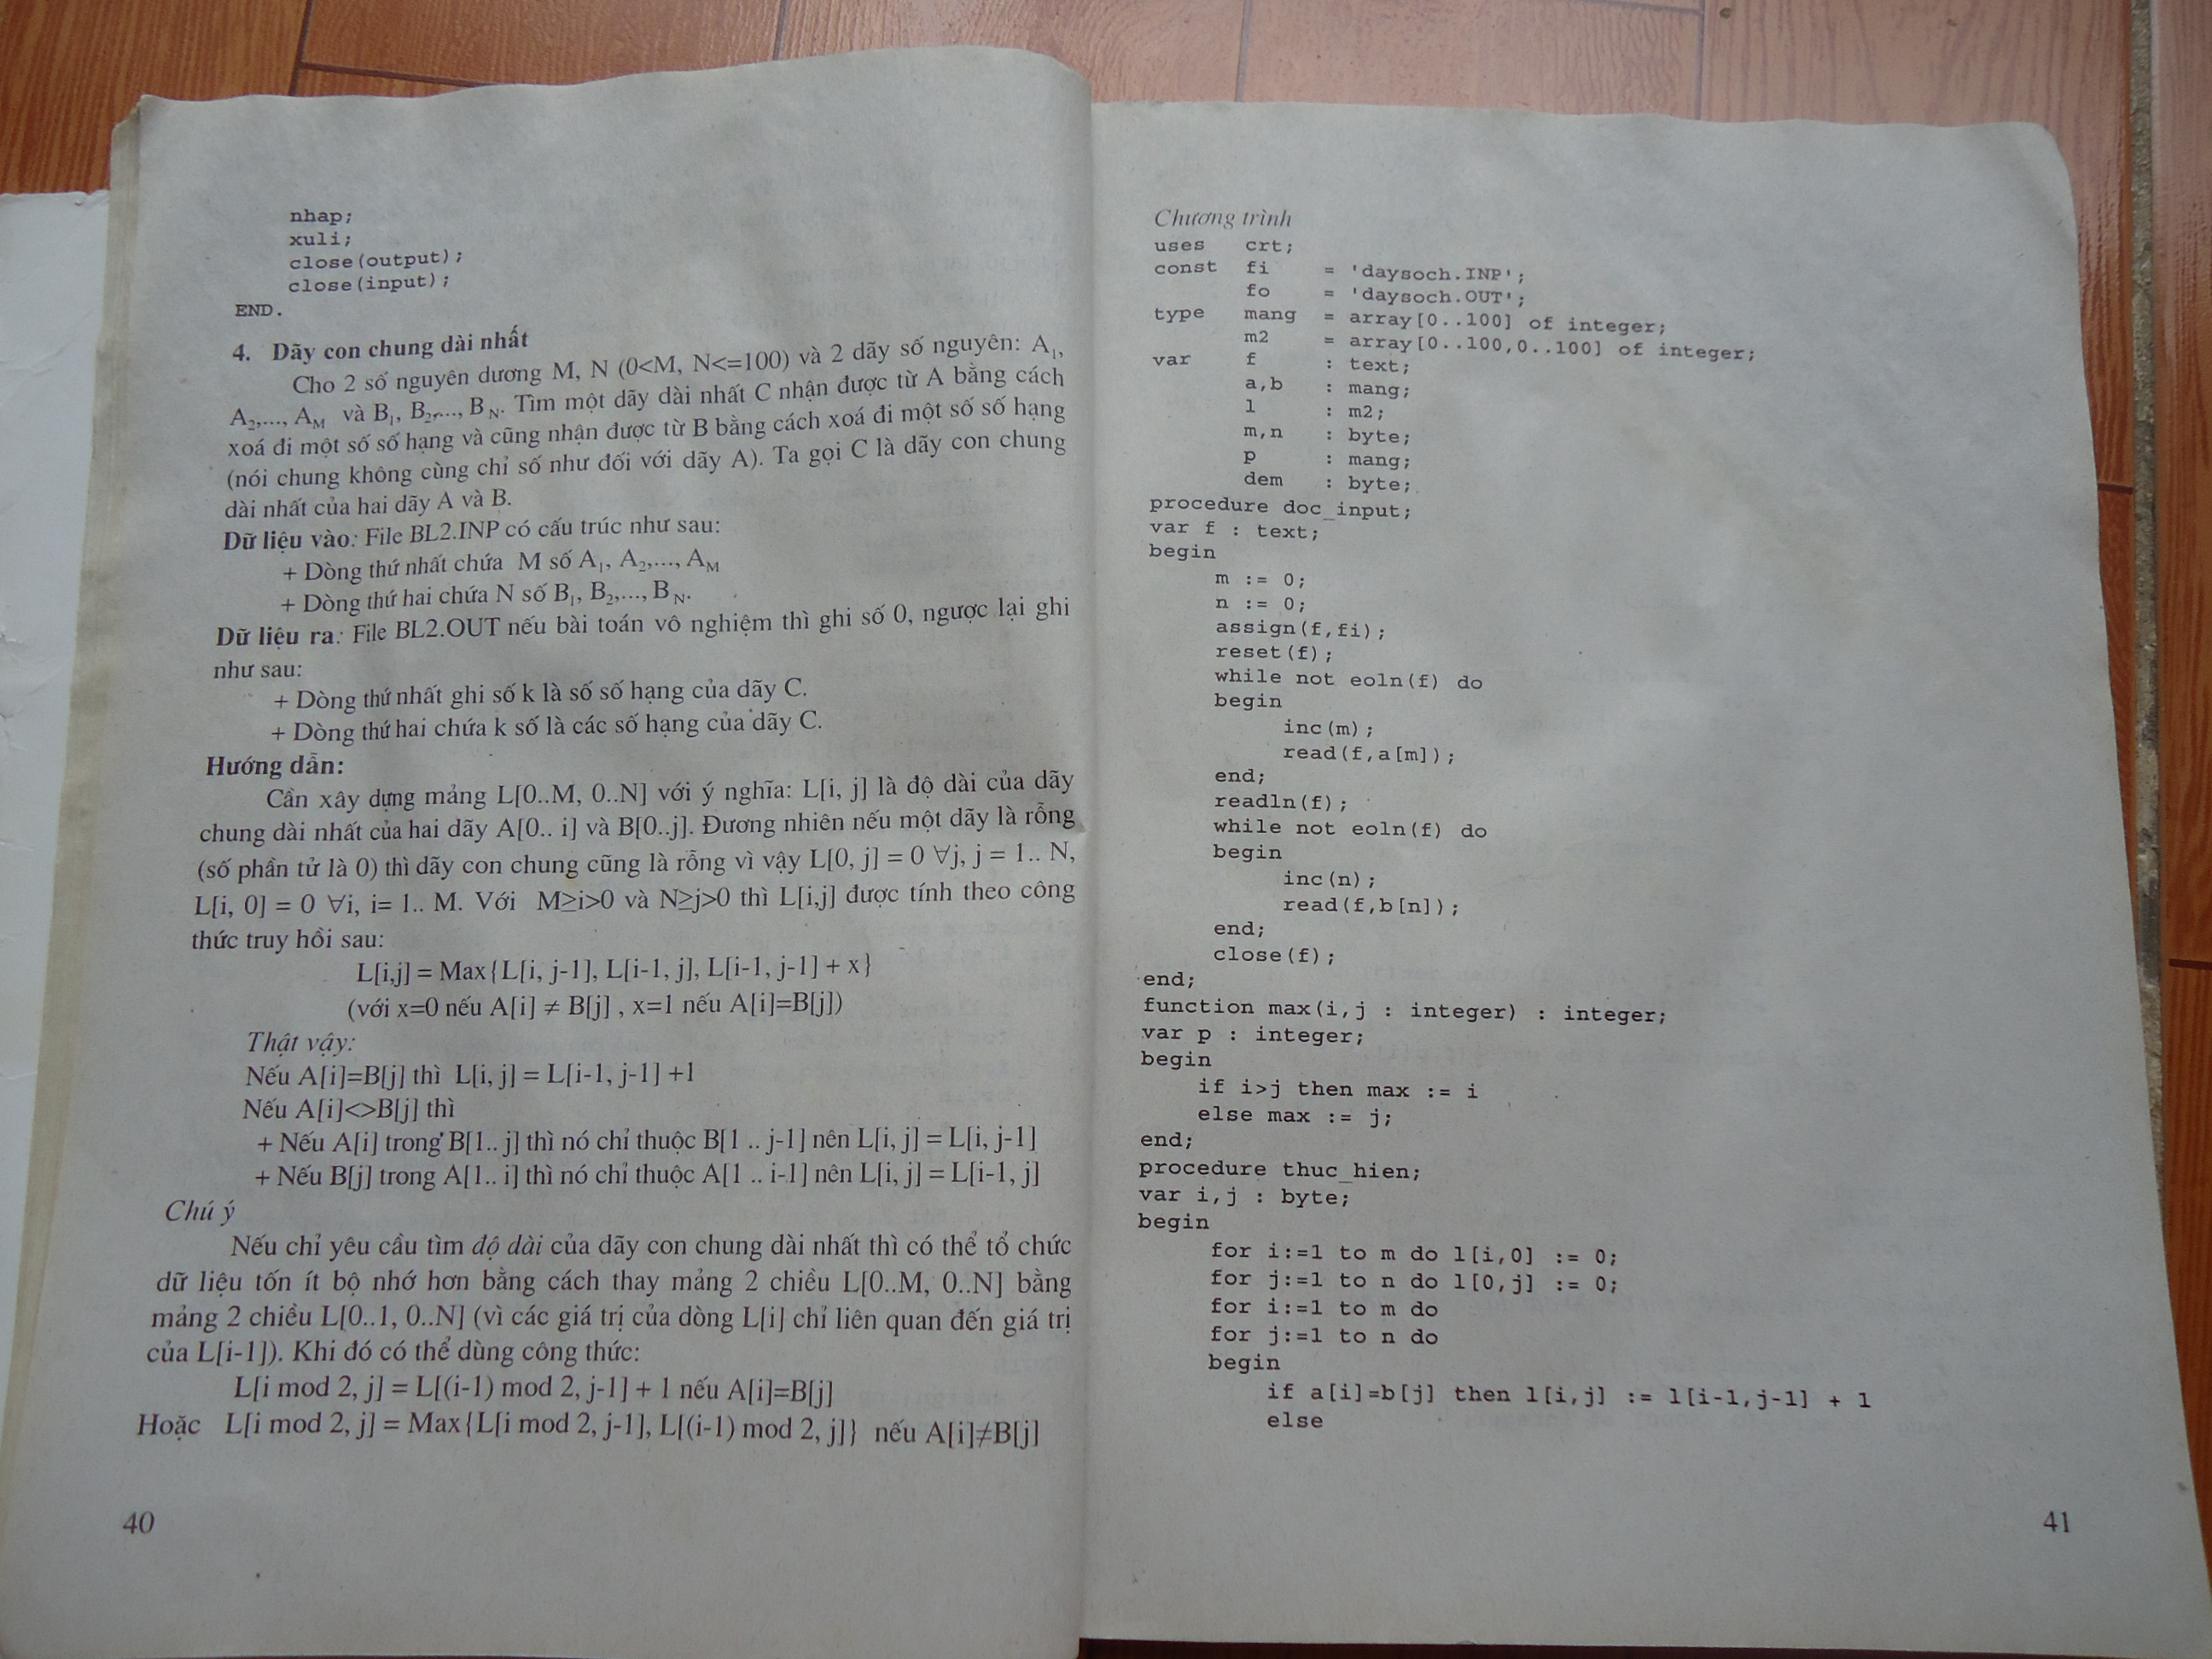 nhap;
xuli;
close(output);
close(input);
END.
4. Dãy con chung dài nhất
Cho 2 số nguyên dương M, N (0<M, N<=100) và 2 dãy số nguyên: A₁,
A₂,..., A_M và B₁, B₂,..., B_N. Tìm một dãy dài nhất C nhận được từ A bằng cách
xoá đi một số số hạng và cũng nhận được từ B bằng cách xoá đi một số số hạng
(nói chung không cùng chỉ số như đối với dãy A). Ta gọi C là dãy con chung
dài nhất của hai dãy A và B.
Dữ liệu vào: File BL2.INP có cấu trúc như sau:
+ Dòng thứ nhất chứa M số A₁, A₂,..., A_M
+ Dòng thứ hai chứa N số B₁, B₂,..., B_N.
Dữ liệu ra: File BL2.OUT nếu bài toán vô nghiệm thì ghi số 0, ngược lại ghi
như sau:
+ Dòng thứ nhất ghi số k là số số hạng của dãy C.
+ Dòng thứ hai chứa k số là các số hạng của dãy C.
Hướng dẫn:
Cần xây dựng mảng L[0..M, 0..N] với ý nghĩa: L[i, j] là độ dài của dãy
chung dài nhất của hai dãy A[0.. i] và B[0..j]. Đương nhiên nếu một dãy là rỗng
(số phần tử là 0) thì dãy con chung cũng là rỗng vì vậy L[0, j] = 0 ∀j, j = 1.. N,
L[i, 0] = 0 ∀i, i= 1.. M. Với M≥i>0 và N≥j>0 thì L[i,j] được tính theo công
thức truy hồi sau:
L[i,j] = Max{L[i, j-1], L[i-1, j], L[i-1, j-1] + x}
(với x=0 nếu A[i] ≠ B[j] , x=1 nếu A[i]=B[j])
Thật vậy:
Nếu A[i]=B[j] thì L[i, j] = L[i-1, j-1] +1
Nếu A[i]<>B[j] thì
+ Nếu A[i] trong B[1.. j] thì nó chỉ thuộc B[1 .. j-1] nên L[i, j] = L[i, j-1]
+ Nếu B[j] trong A[1.. i] thì nó chỉ thuộc A[1 .. i-1] nên L[i, j] = L[i-1, j]
Chú ý
Nếu chỉ yêu cầu tìm độ dài của dãy con chung dài nhất thì có thể tổ chức
dữ liệu tốn ít bộ nhớ hơn bằng cách thay mảng 2 chiều L[0..M, 0..N] bằng
mảng 2 chiều L[0..1, 0..N] (vì các giá trị của dòng L[i] chỉ liên quan đến giá trị
của L[i-1]). Khi đó có thể dùng công thức:
L[i mod 2, j] = L[(i-1) mod 2, j-1] + 1 nếu A[i]=B[j]
Hoặc L[i mod 2, j] = Max{L[i mod 2, j-1], L[(i-1) mod 2, j]} nếu A[i]≠B[j]
40
Chương trình
uses crt;
const fi = 'daysoch.INP';
fo = 'daysoch.OUT';
type mang = array[0..100] of integer;
m2 = array[0..100,0..100] of integer;
var f : text;
a,b : mang;
l : m2;
m,n : byte;
p : mang;
dem : byte;
procedure doc_input;
var f : text;
begin
m := 0;
n := 0;
assign(f,fi);
reset(f);
while not eoln(f) do
begin
inc(m);
read(f,a[m]);
end;
readln(f);
while not eoln(f) do
begin
inc(n);
read(f,b[n]);
end;
close(f);
end;
function max(i,j : integer) : integer;
var p : integer;
begin
if i>j then max := i
else max := j;
end;
procedure thuc_hien;
var i,j : byte;
begin
for i:=1 to m do l[i,0] := 0;
for j:=1 to n do l[0,j] := 0;
for i:=1 to m do
for j:=1 to n do
begin
if a[i]=b[j] then l[i,j] := l[i-1,j-1] + 1
else
41